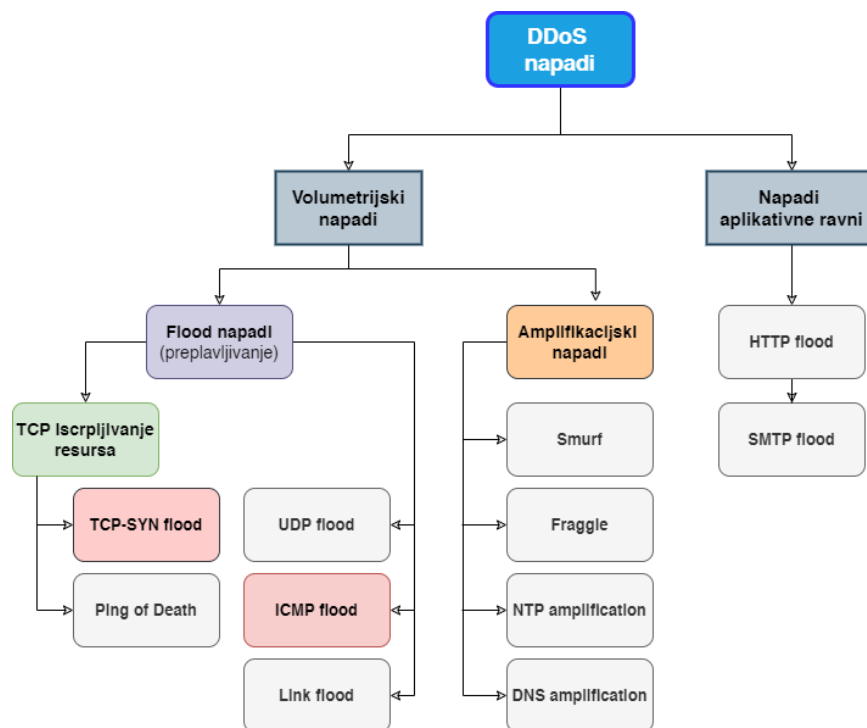 DDoS
napadi
Volumetrijski
napadi
Napadi
aplikativne ravni
Flood napadi
(preplavljivanje)
Amplifikacijski
napadi
HTTP flood
TCP Iscrpljivanje
resursa
Smurf
SMTP flood
TCP-SYN flood
UDP flood
Fraggle
Ping of Death
ICMP flood
NTP amplification
Link flood
DNS amplification